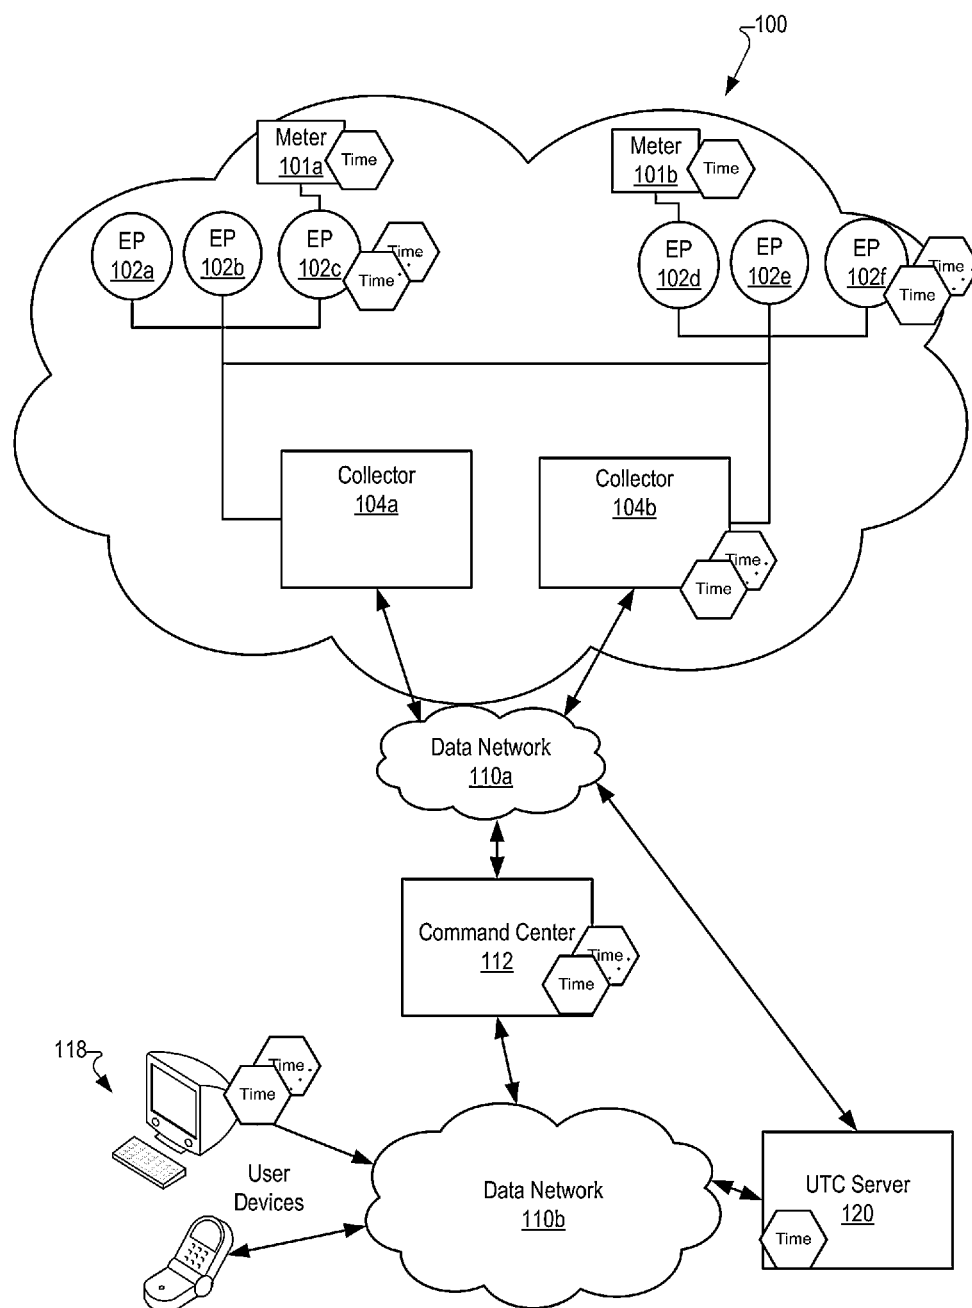 100
Meter
101a
Time
Meter
101b
Time
EP
102a
EP
102b
EP
102c
Time
Time
EP
102d
EP
102e
EP
102f
Time
Time
Collector
104a
Collector
104b
Time
Time
Data Network
110a
Command Center
112
Time
Time
118
Time
Time
User
Devices
Data Network
110b
UTC Server
120
Time